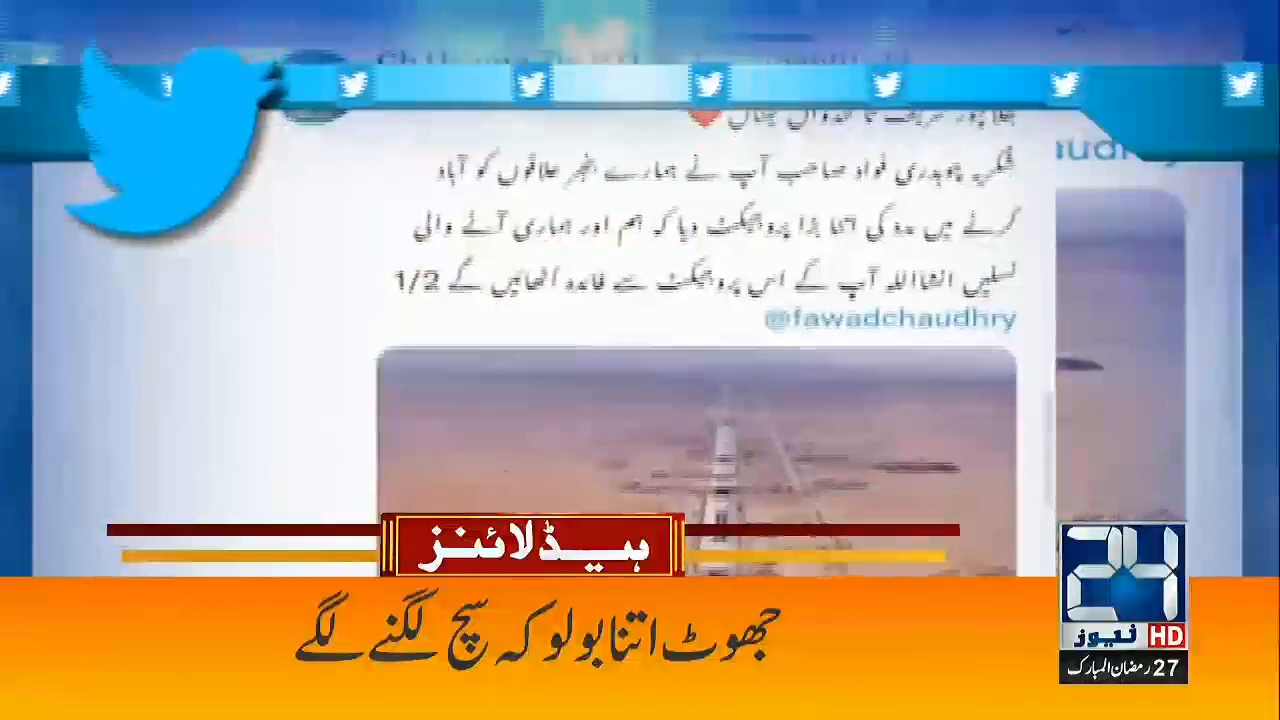 شکریہ چوہدری فواد صاحب آپ نے ہمارے بنجر علاقوں کو آباد
کرنے میں مدد کی اتنا بڑا پروجیکٹ دیا کہ ہم اور ہماری آنے والی
نسلیں انشااللہ آپ کے اس پروجیکٹ سے فائدہ اٹھائیں گے 1/2
@fawadchaudhry
ہیڈلائنز
جھوٹ اتنا بولو کہ سچ لگنے لگے
24
نیوز HD
27 رمضان المبارک